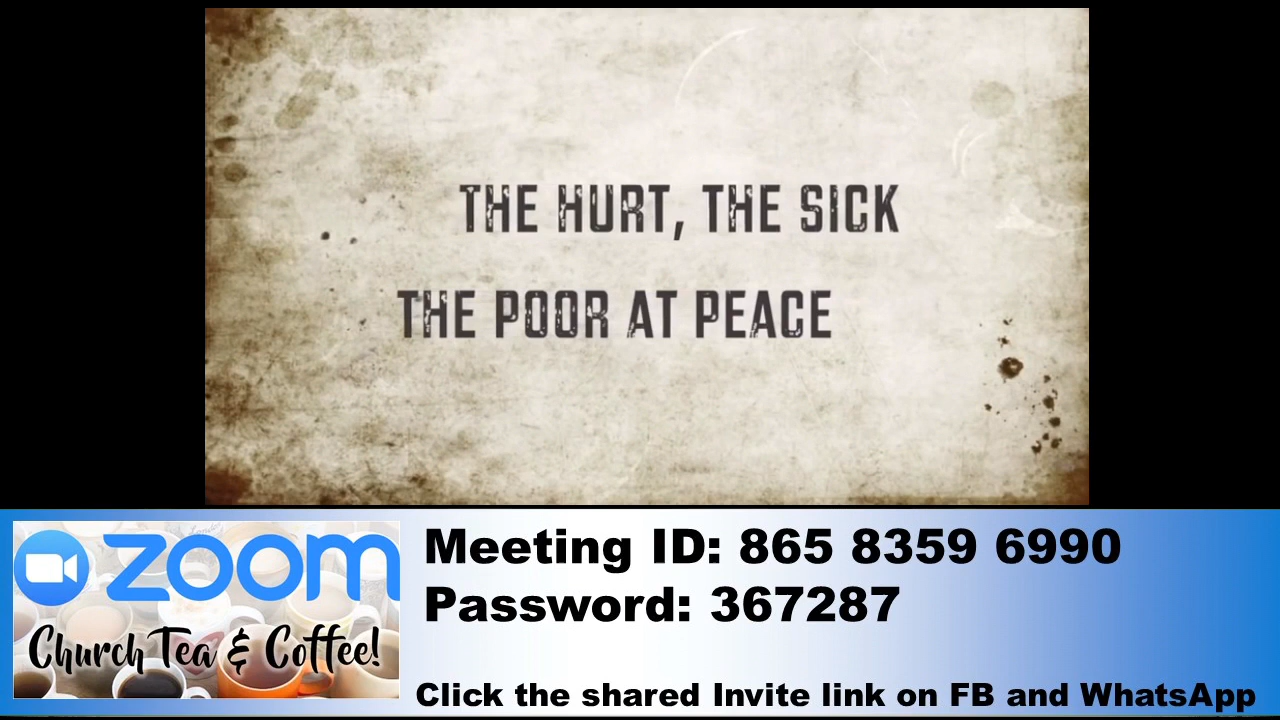 THE HURT, THE SICK
THE POOR AT PEACE
zoom
Church Tea & Coffee!
Meeting ID: 865 8359 6990
Password: 367287
Click the shared Invite link on FB and WhatsApp